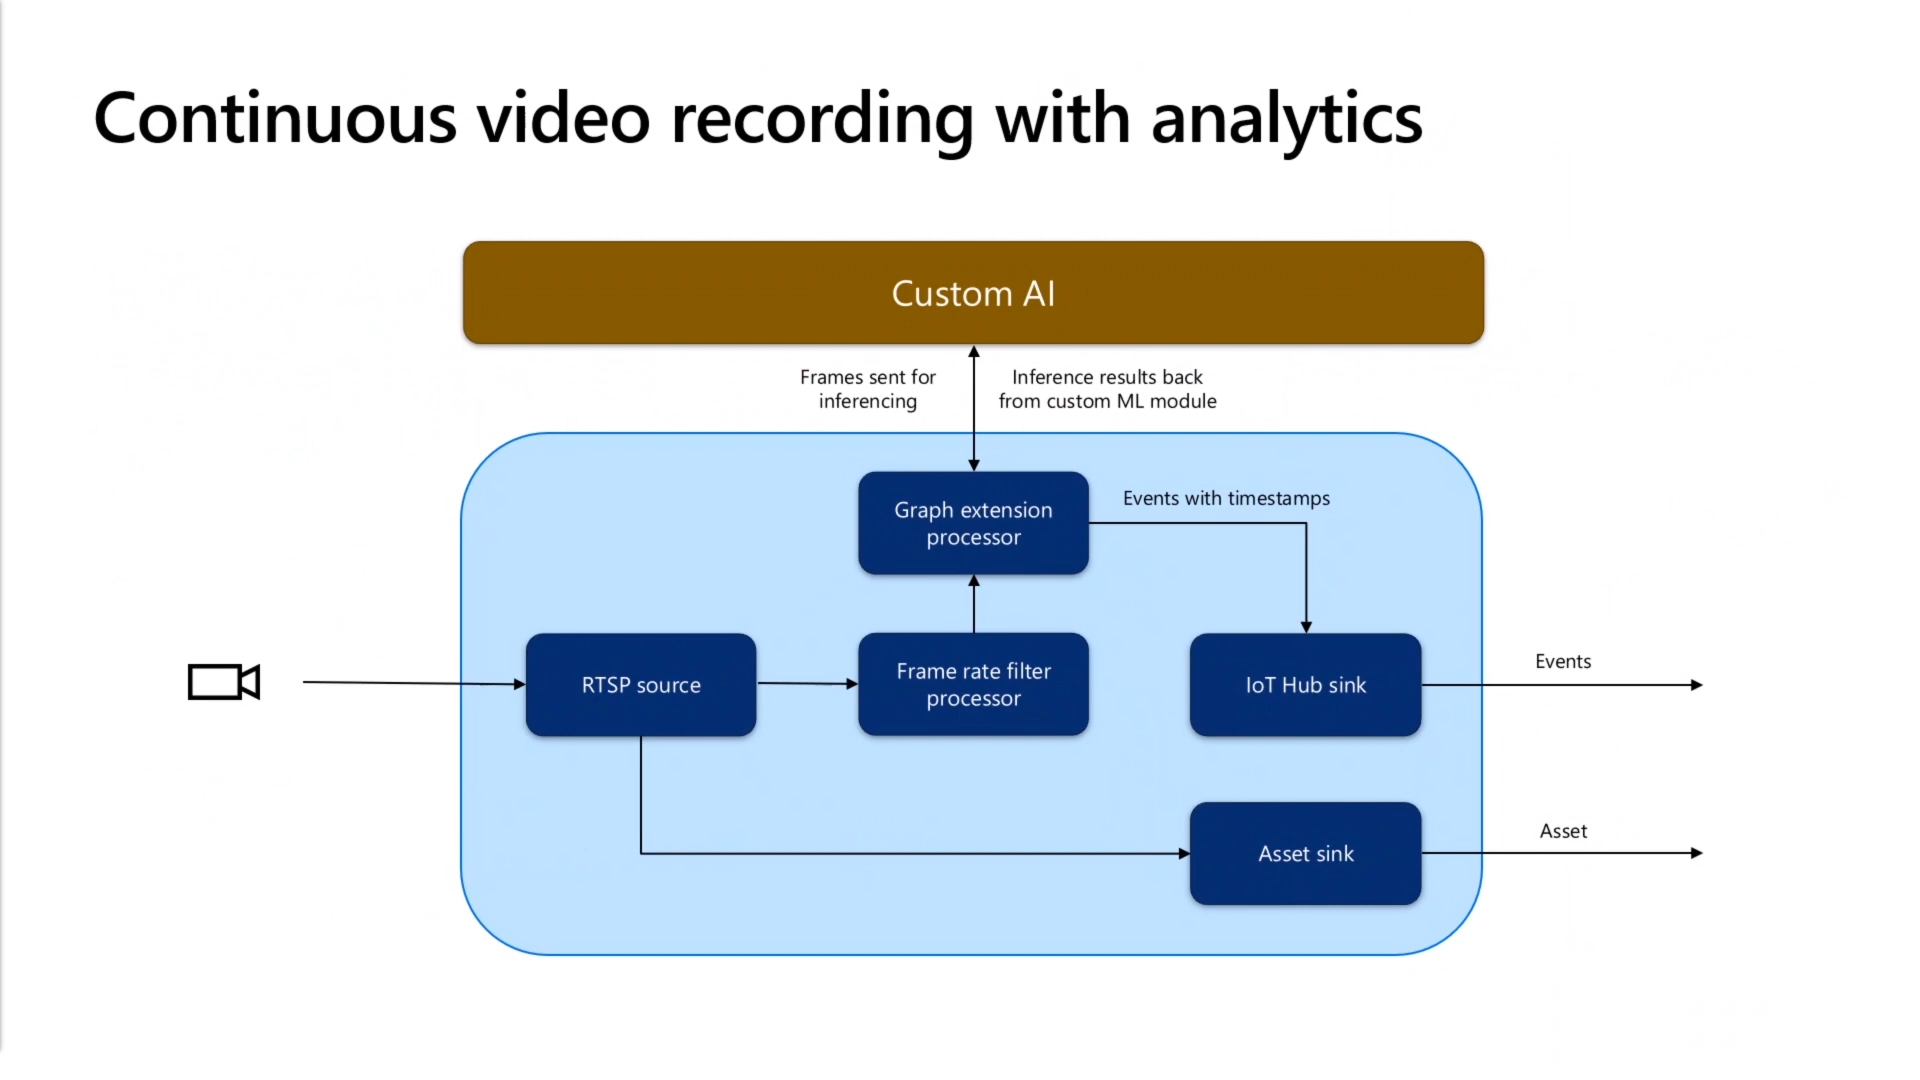 Continuous video recording with analytics
Custom AI
Frames sent for
inferencing
Inference results back
from custom ML module
Graph extension
processor
Events with timestamps
RTSP source
Frame rate filter
processor
IoT Hub sink
Events
Asset sink
Asset